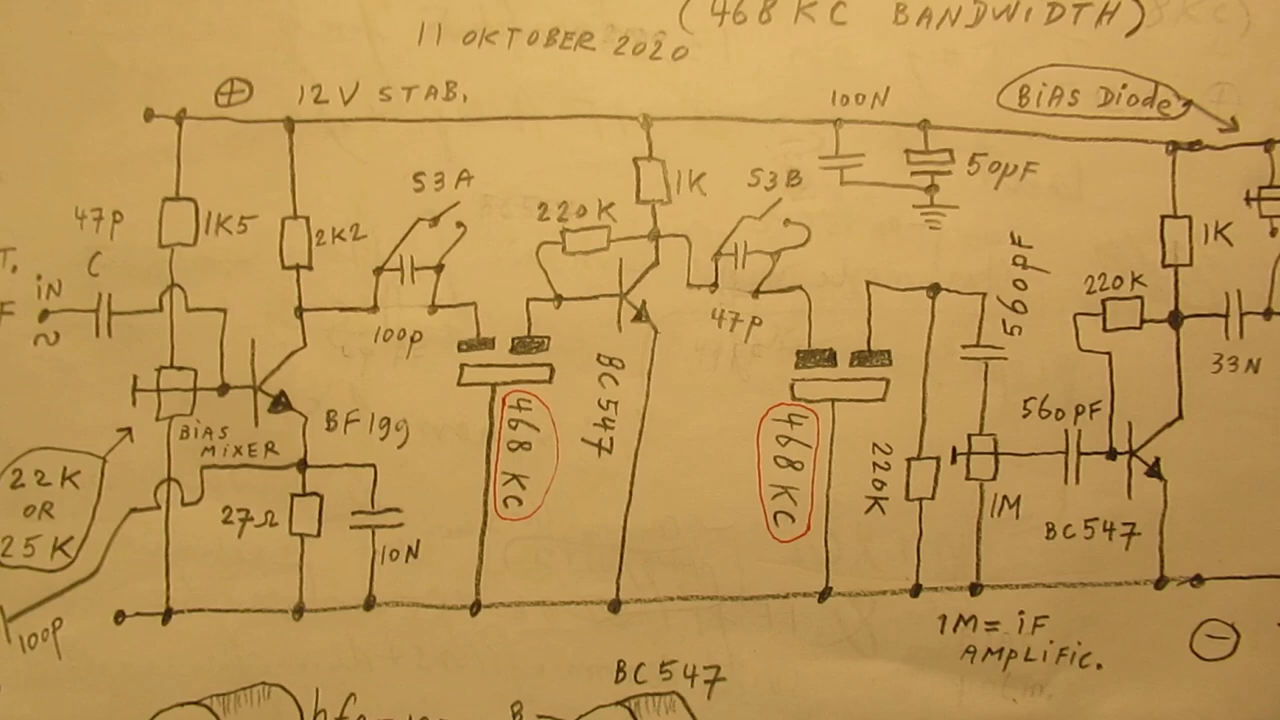 (468 KC BANDWIDTH)
11 OKTOBER 2020
⊕ 12V STAB.
100N
BiAS DiodE
S3A
1K
S3B
50µF
47P
1K5
2K2
220K
1K
C
T.
iN
F
∼
100P
47P
560pF
220K
33N
BC547
BiAS
MiXER
BF199
468 KC
468 KC
220K
560PF
1M
BC547
22K
OR
25K
27Ω
10N
100P
1M= iF
AMPLiFiC.
⊖
BC547
B